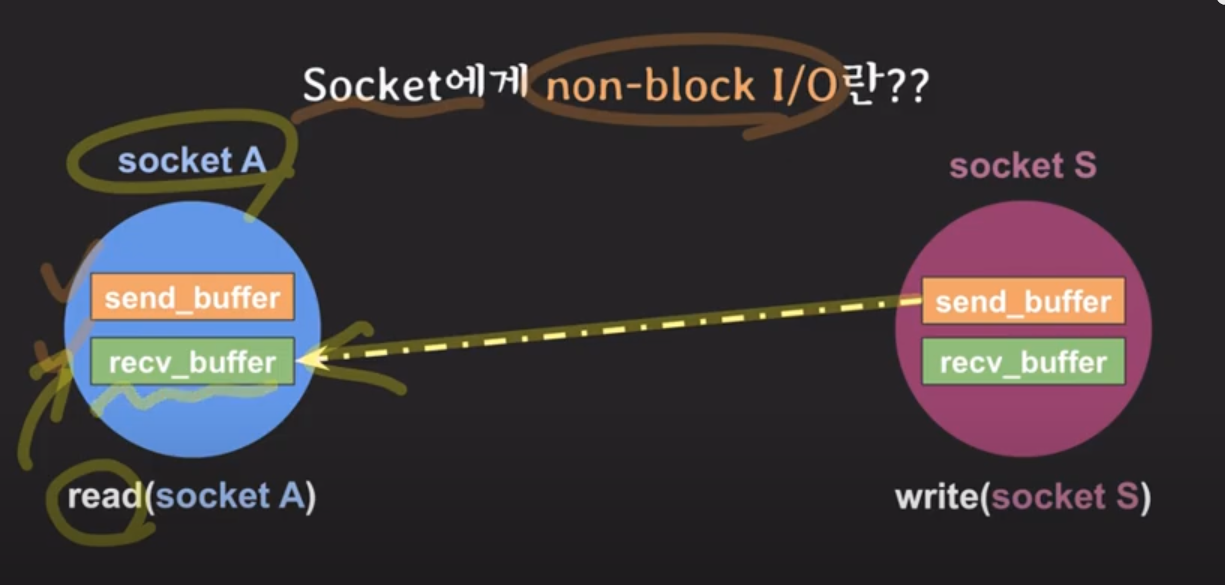 Socket에게 non-block I/O란??
socket A
socket S
send_buffer
recv_buffer
send_buffer
recv_buffer
read(socket A)
write(socket S)